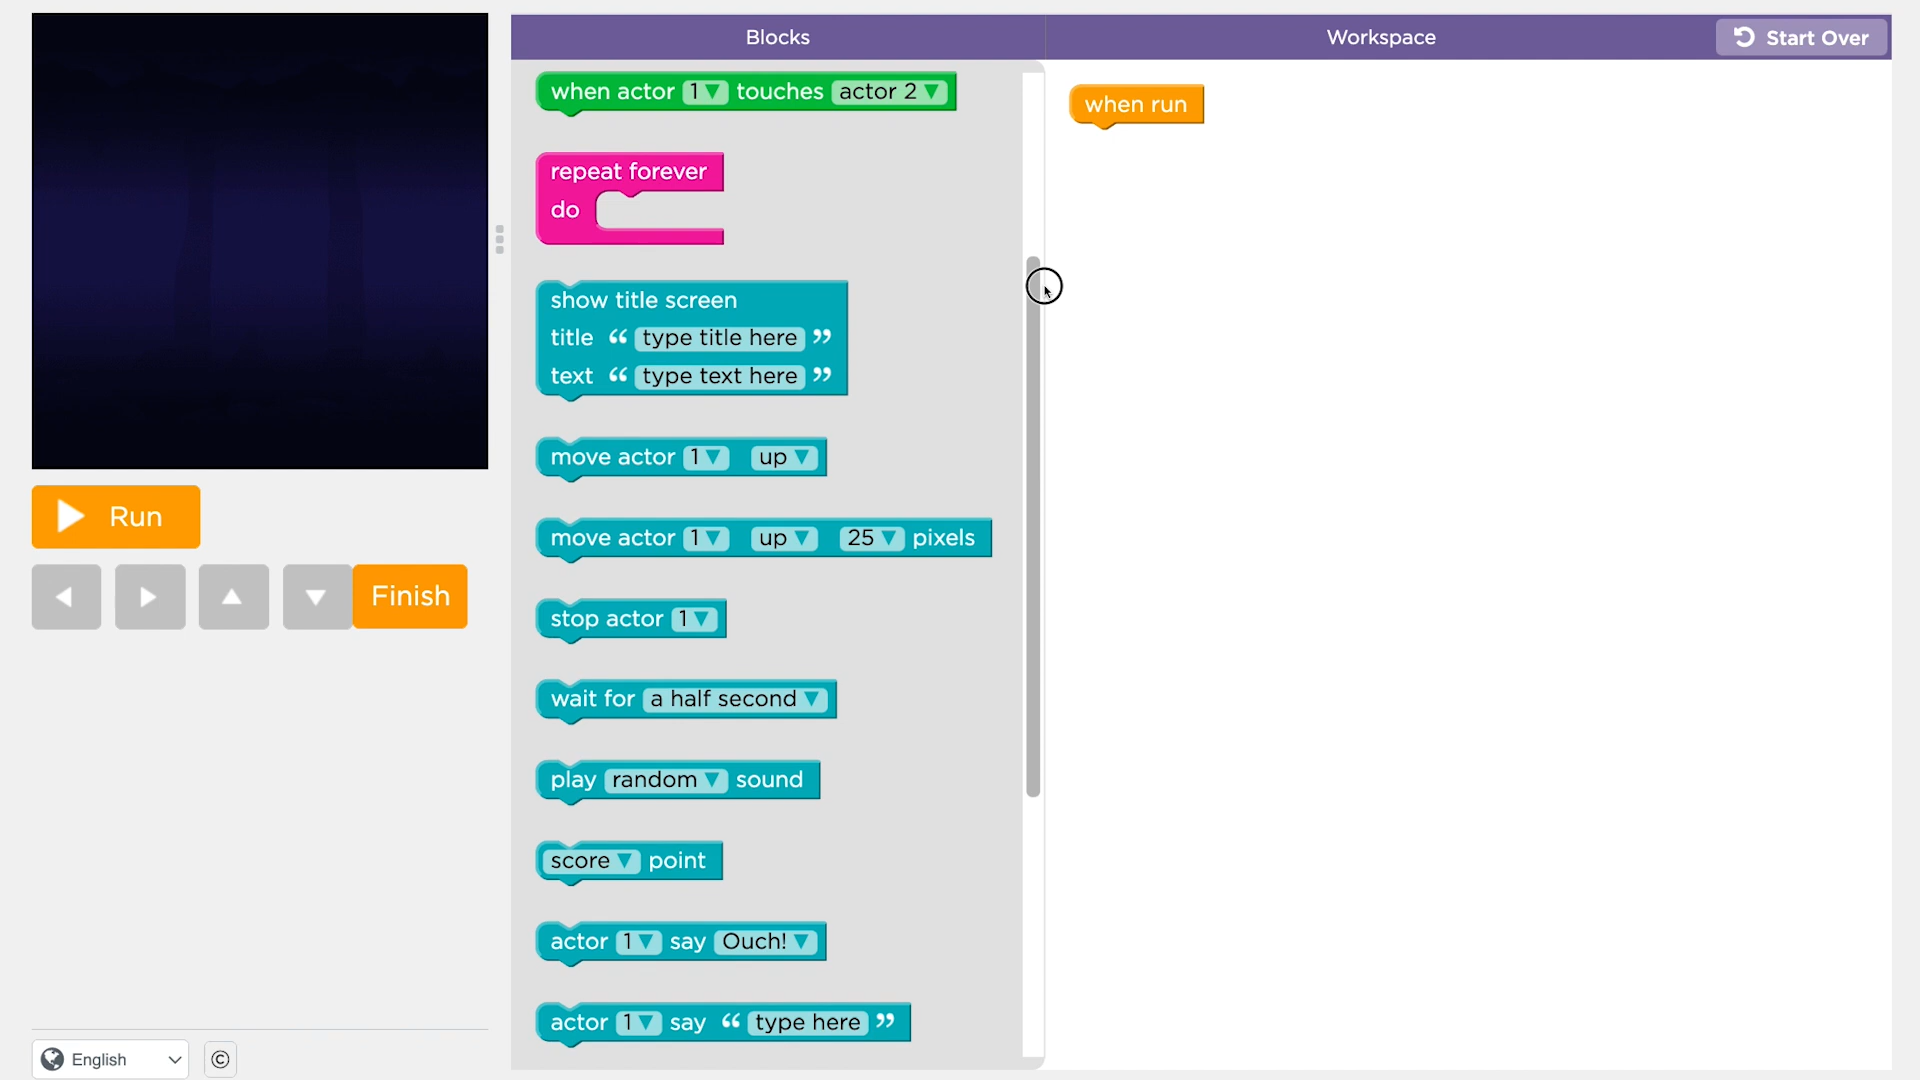 Blocks
Workspace
Start Over
when actor 1 touches actor 2
repeat forever
do
show title screen
title “ type title here ”
text “ type text here ”
move actor 1 up
move actor 1 up 25 pixels
stop actor 1
wait for a half second
play random sound
score point
actor 1 say Ouch!
actor 1 say “ type here ”
when run
Run
Finish
English
©